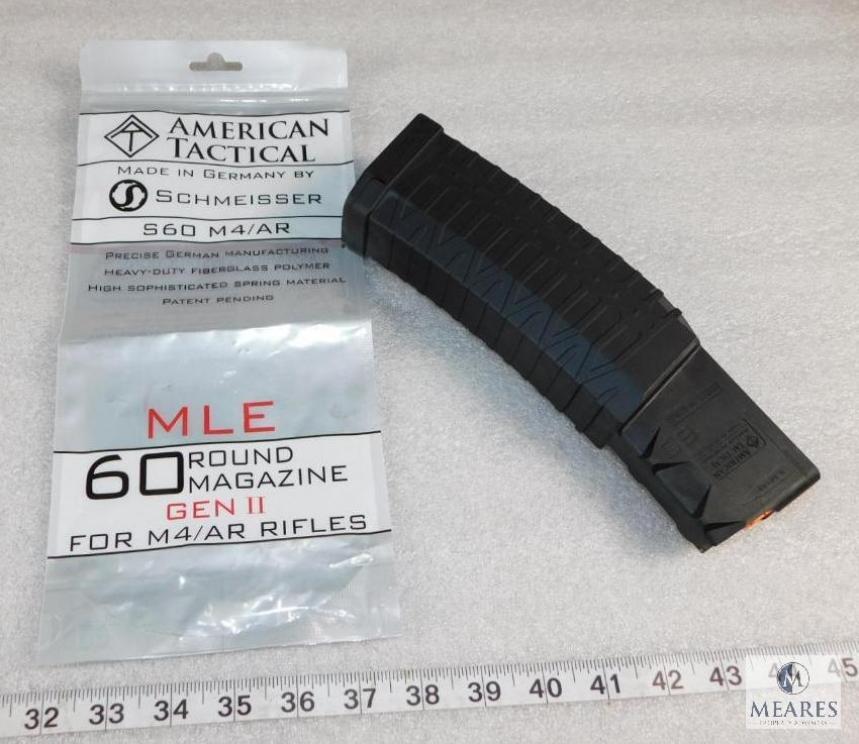 AMERICAN
TACTICAL
MADE IN GERMANY BY
SCHMEISSER
S60 M4/AR
PRECISE GERMAN MANUFACTURING
HEAVY-DUTY FIBERGLASS POLYMER
HIGH SOPHISTICATED SPRING MATERIAL
PATENT PENDING
MLE
60 ROUND
MAGAZINE
GEN II
FOR M4/AR RIFLES
AMERICAN
TACTICAL
32 33 34 35 36 37 38 39 40 41 42 43 45
MEARES